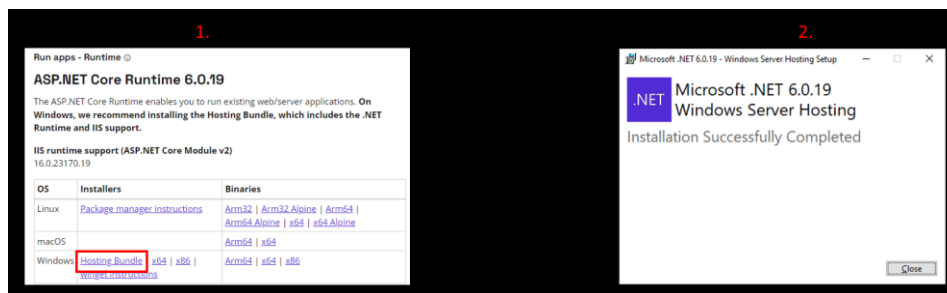 1.
Run apps - Runtime ⓘ
ASP.NET Core Runtime 6.0.19
The ASP.NET Core Runtime enables you to run existing web/server applications. On
Windows, we recommend installing the Hosting Bundle, which includes the .NET
Runtime and IIS support.
IIS runtime support (ASP.NET Core Module v2)
16.0.23170.19
OS Installers Binaries
Linux Package manager instructions Arm32 | Arm32 Alpine | Arm64 |
Arm64 Alpine | x64 | x64 Alpine
macOS Arm64 | x64
Windows Hosting Bundle | x64 | x86 | Arm64 | x64 | x86
winget instructions
2.
Microsoft .NET 6.0.19 - Windows Server Hosting Setup
.NET
Microsoft .NET 6.0.19
Windows Server Hosting
Installation Successfully Completed
Close